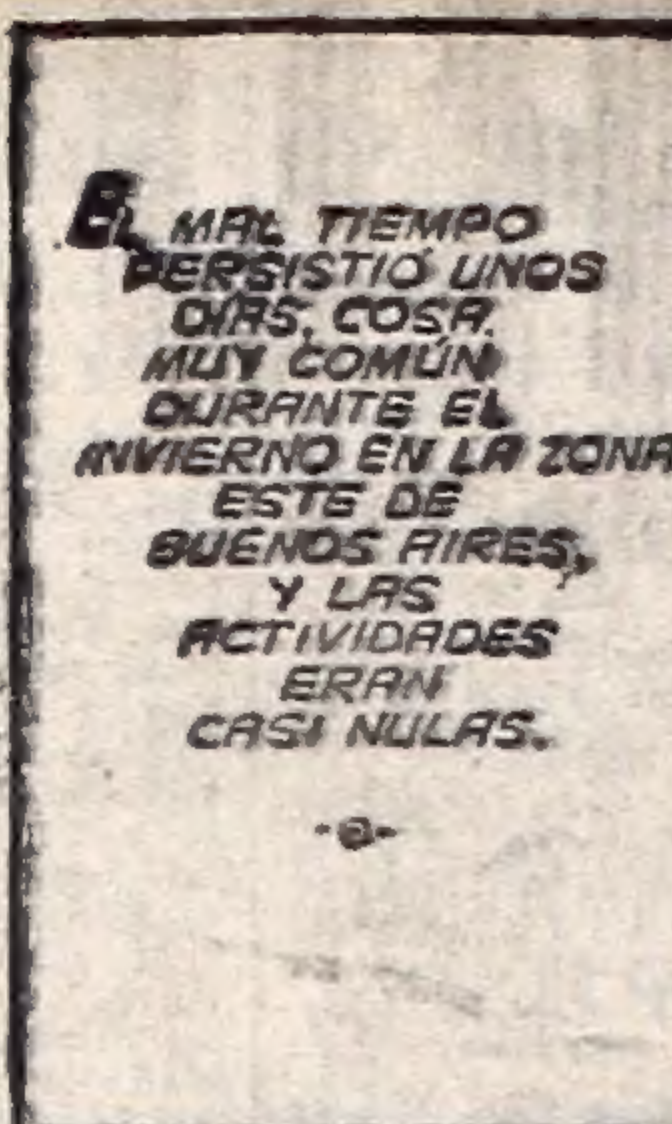 EL MAL TIEMPO
PERSISTIÓ UNOS
DÍAS, COSA
MUY COMÚN
DURANTE EL
INVIERNO EN LA ZONA
ESTE DE
BUENOS AIRES,
Y LAS
ACTIVIDADES
ERAN
CASI NULAS.